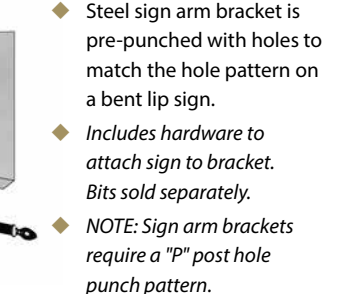 Steel sign arm bracket is
pre-punched with holes to
match the hole pattern on
a bent lip sign.
Includes hardware to
attach sign to bracket.
Bits sold separately.
NOTE: Sign arm brackets
require a "P" post hole
punch pattern.